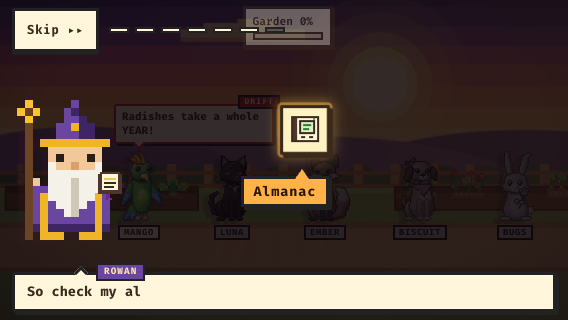 Skip ▸▸
Garden 0%
DRIFT
Radishes take a whole
YEAR!
Almanac
MANGO
LUNA
EMBER
BISCUIT
BUGS
ROWAN
So check my al